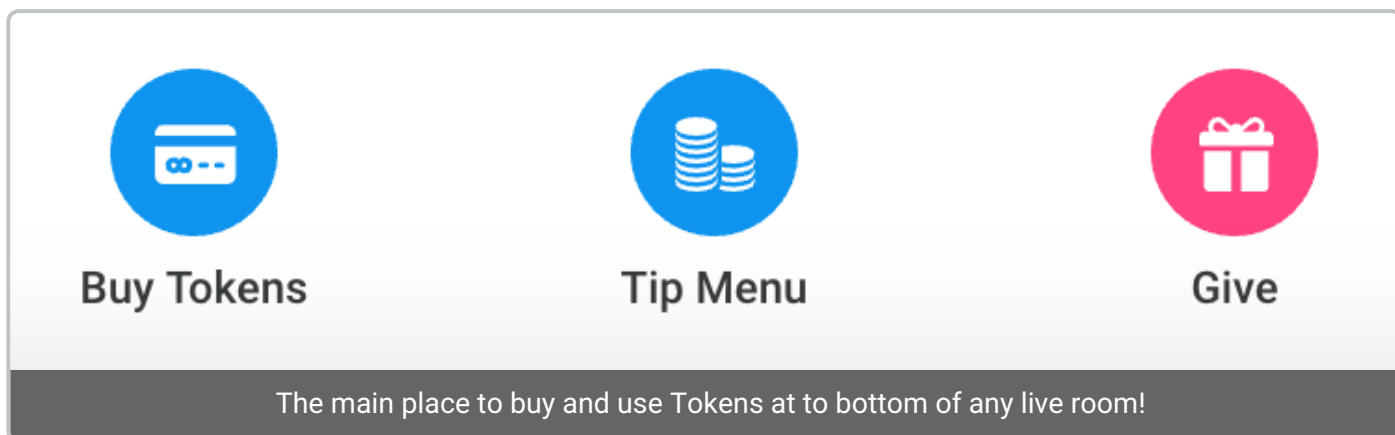 Buy Tokens
Tip Menu
Give
The main place to buy and use Tokens at to bottom of any live room!